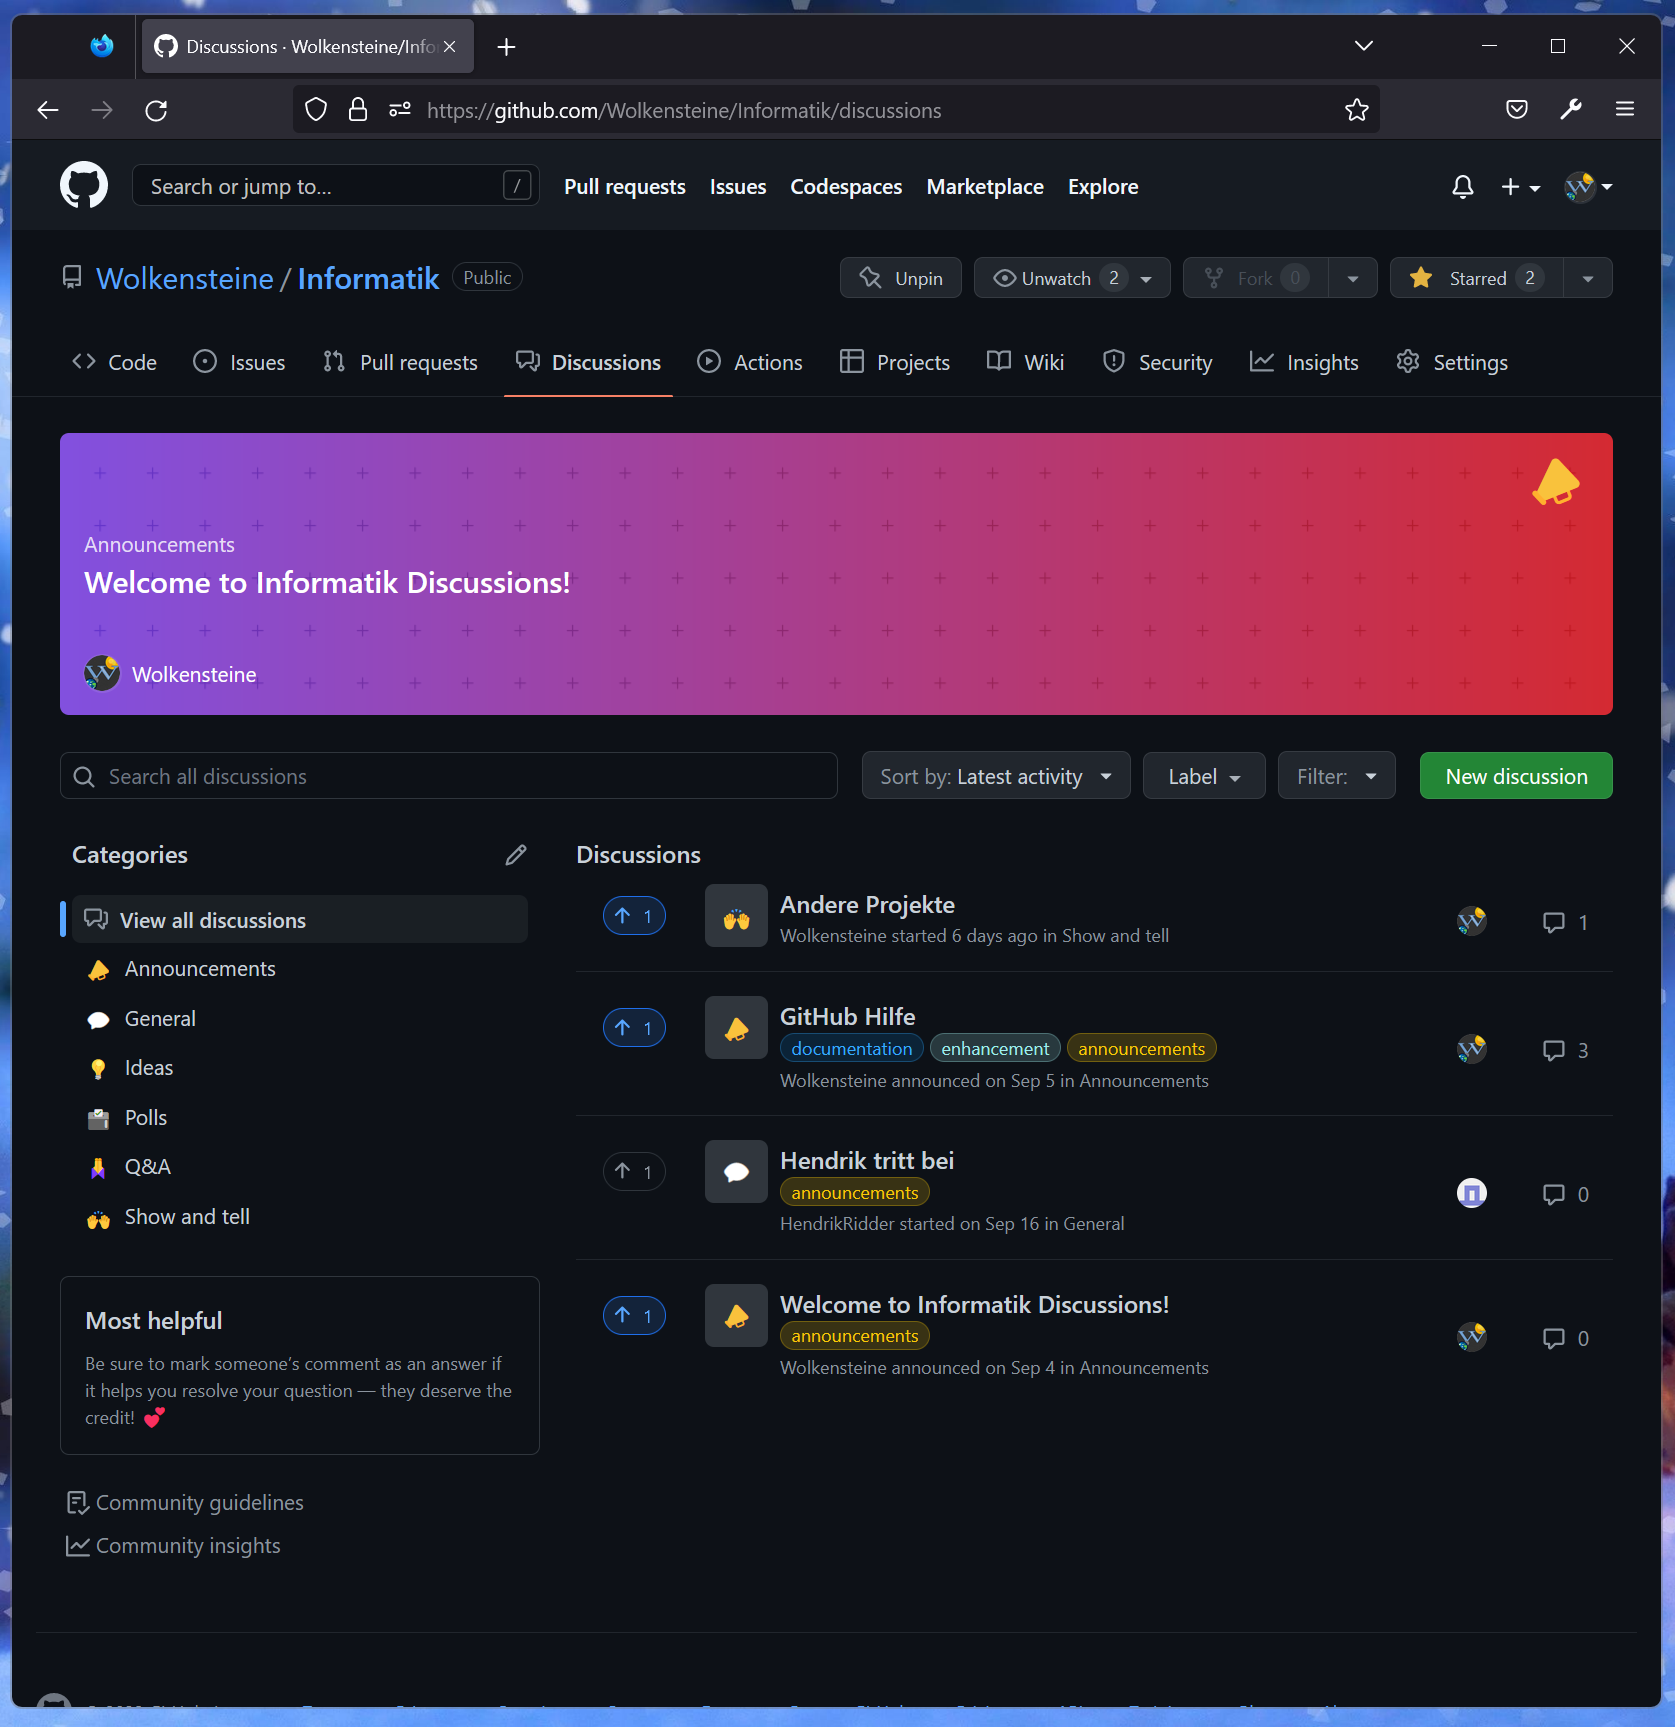 Discussions · Wolkensteine/Info
https://github.com/Wolkensteine/Informatik/discussions
Search or jump to... /
Pull requests Issues Codespaces Marketplace Explore
Wolkensteine / Informatik Public
Unpin Unwatch 2 Fork 0 Starred 2
Code Issues Pull requests Discussions Actions Projects Wiki Security Insights Settings
Announcements
Welcome to Informatik Discussions!
Wolkensteine
Search all discussions
Sort by: Latest activity Label Filter: New discussion
Categories
View all discussions
Announcements
General
Ideas
Polls
Q&A
Show and tell
Most helpful
Be sure to mark someone’s comment as an answer if
it helps you resolve your question — they deserve the
credit! 💕
Community guidelines
Community insights
Discussions
1 Andere Projekte
Wolkensteine started 6 days ago in Show and tell 1
1 GitHub Hilfe
documentation enhancement announcements
Wolkensteine announced on Sep 5 in Announcements 3
1 Hendrik tritt bei
announcements
HendrikRidder started on Sep 16 in General 0
1 Welcome to Informatik Discussions!
announcements
Wolkensteine announced on Sep 4 in Announcements 0